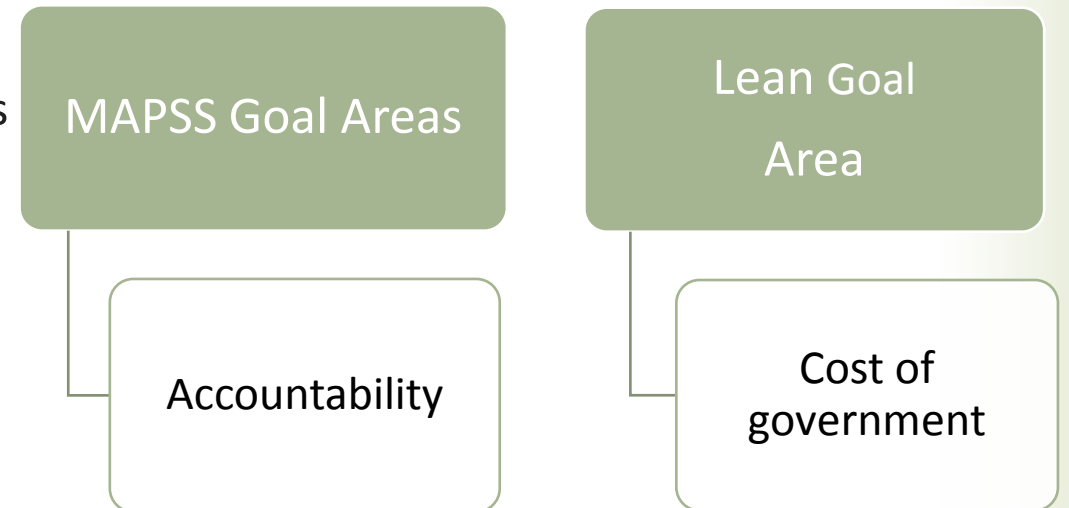 s
MAPSS Goal Areas
Accountability
Lean Goal
Area
Cost of
government